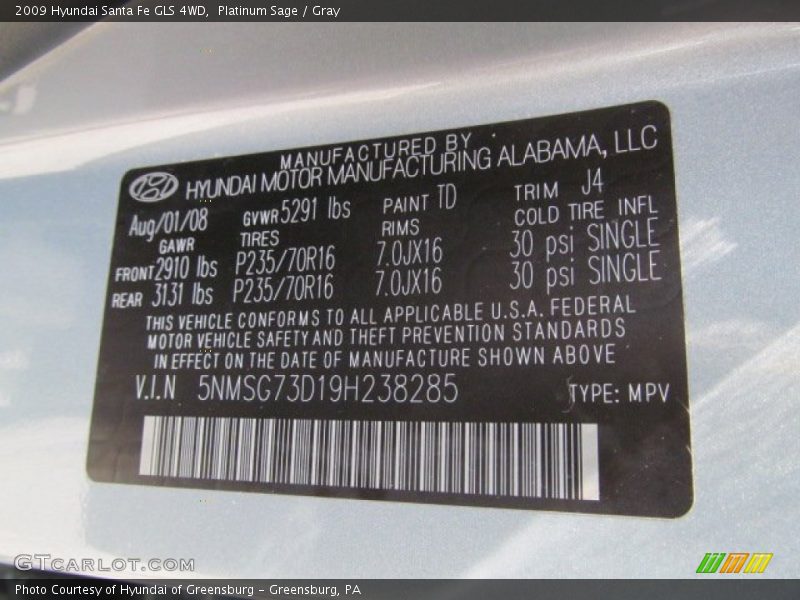 2009 Hyundai Santa Fe GLS 4WD, Platinum Sage / Gray
MANUFACTURED BY
HYUNDAI MOTOR MANUFACTURING ALABAMA, LLC
Aug/01/08 GVWR 5291 lbs PAINT TD TRIM J4
GAWR TIRES RIMS COLD TIRE INFL
FRONT 2910 lbs P235/70R16 7.0JX16 30 psi SINGLE
REAR 3131 lbs P235/70R16 7.0JX16 30 psi SINGLE
THIS VEHICLE CONFORMS TO ALL APPLICABLE U.S.A. FEDERAL
MOTOR VEHICLE SAFETY AND THEFT PREVENTION STANDARDS
IN EFFECT ON THE DATE OF MANUFACTURE SHOWN ABOVE
V.I.N 5NMSG73D19H238285 TYPE: MPV
GTCARLOT.COM
Photo Courtesy of Hyundai of Greensburg - Greensburg, PA